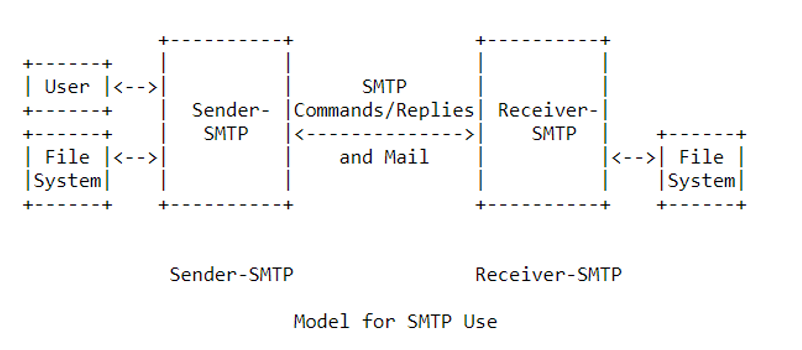 +----------+                +----------+
+------+    |          |                |          |
| User |<-->|          |      SMTP      |          |
+------+    |  Sender- |Commands/Replies| Receiver-|
+------+    |   SMTP   |<-------------->|    SMTP  |    +------+
| File |<-->|          |    and Mail    |          |<-->| File |
|System|    |          |                |          |    |System|
+------+    +----------+                +----------+    +------+
Sender-SMTP                Receiver-SMTP
Model for SMTP Use